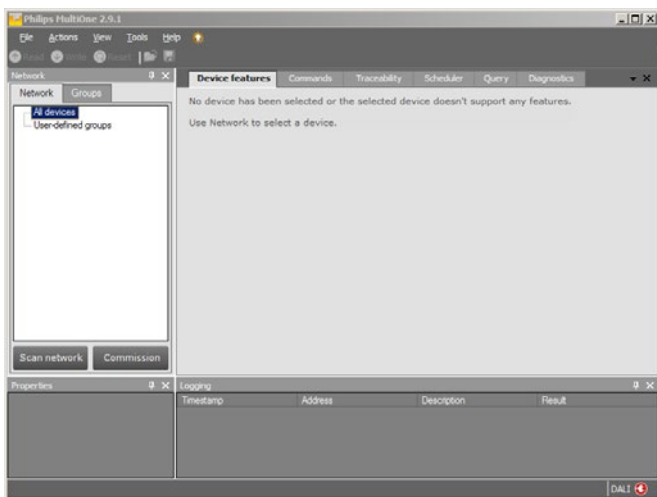 Philips MultiOne 2.9.1
File Actions View Tools Help
Read Write Reset
Network
Network Groups
All devices
User-defined groups
Scan network Commission
Device features Commands Traceability Scheduler Query Diagnostics
No device has been selected or the selected device doesn't support any features.
Use Network to select a device.
Properties
Logging
Timestamp Address Description Result
DALI